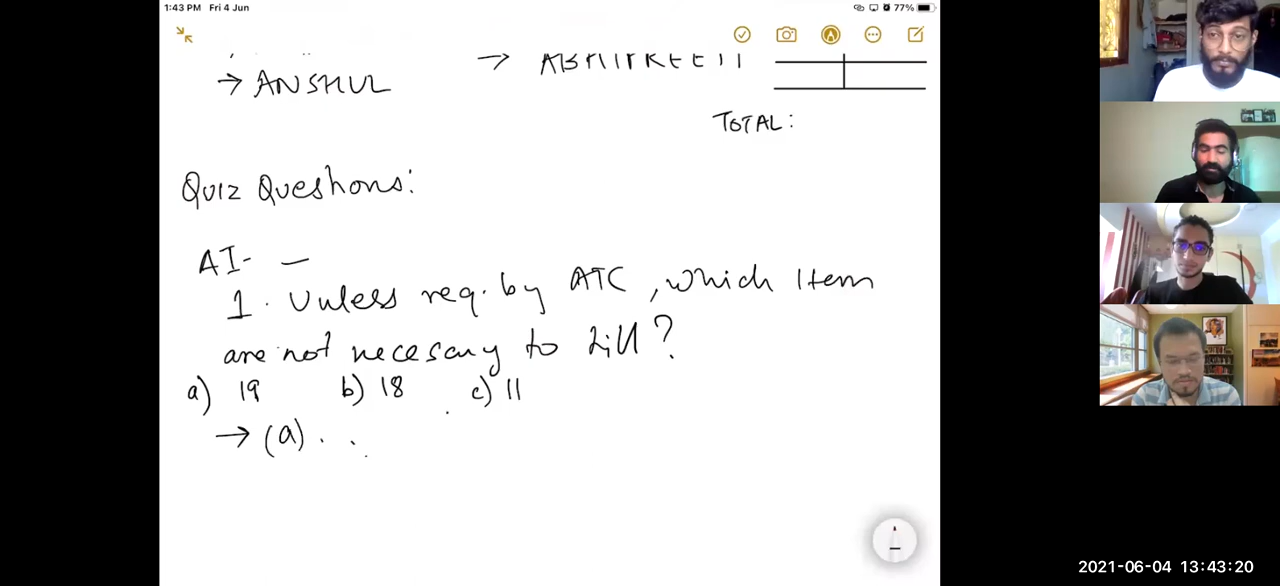 1:43 PM Fri 4 Jun
77%
→ ANSHUL
→ ABHIPREET
TOTAL:
Quiz Questions:
AI- —
1. Unless req. by ATC, which Item
are not necesary to fill?
a) 19 b) 18 c) 11
→ (a).
2021-06-04 13:43:20